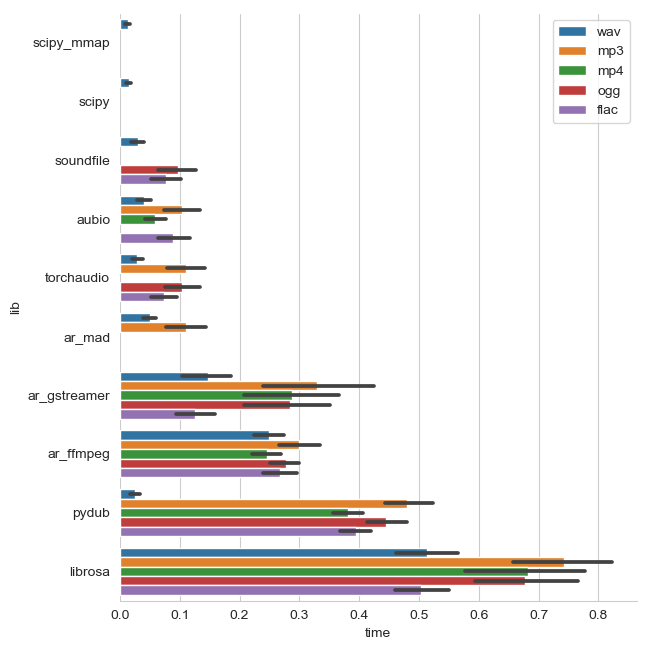 scipy_mmap
scipy
soundfile
aubio
torchaudio
ar_mad
ar_gstreamer
ar_ffmpeg
pydub
librosa
lib
wav
mp3
mp4
ogg
flac
0.0 0.1 0.2 0.3 0.4 0.5 0.6 0.7 0.8
time